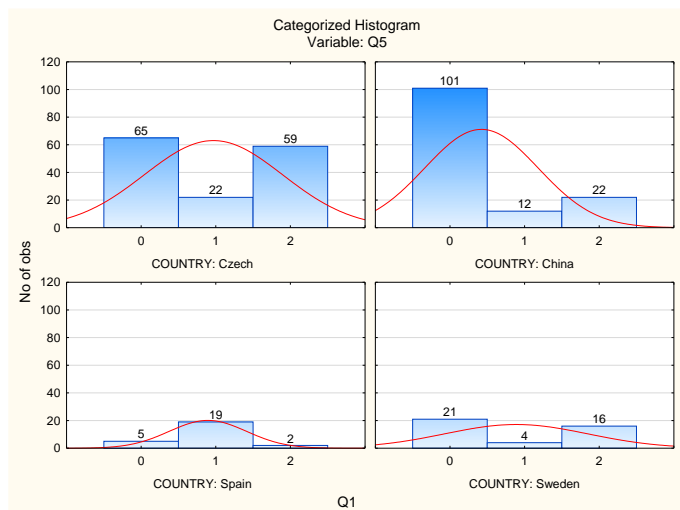 Categorized Histogram
Variable: Q5
No of obs
120
100
80
60
40
20
0
65
22
59
0 1 2
COUNTRY: Czech
101
12
22
0 1 2
COUNTRY: China
120
100
80
60
40
20
0
5
19
2
0 1 2
COUNTRY: Spain
21
4
16
0 1 2
COUNTRY: Sweden
Q1